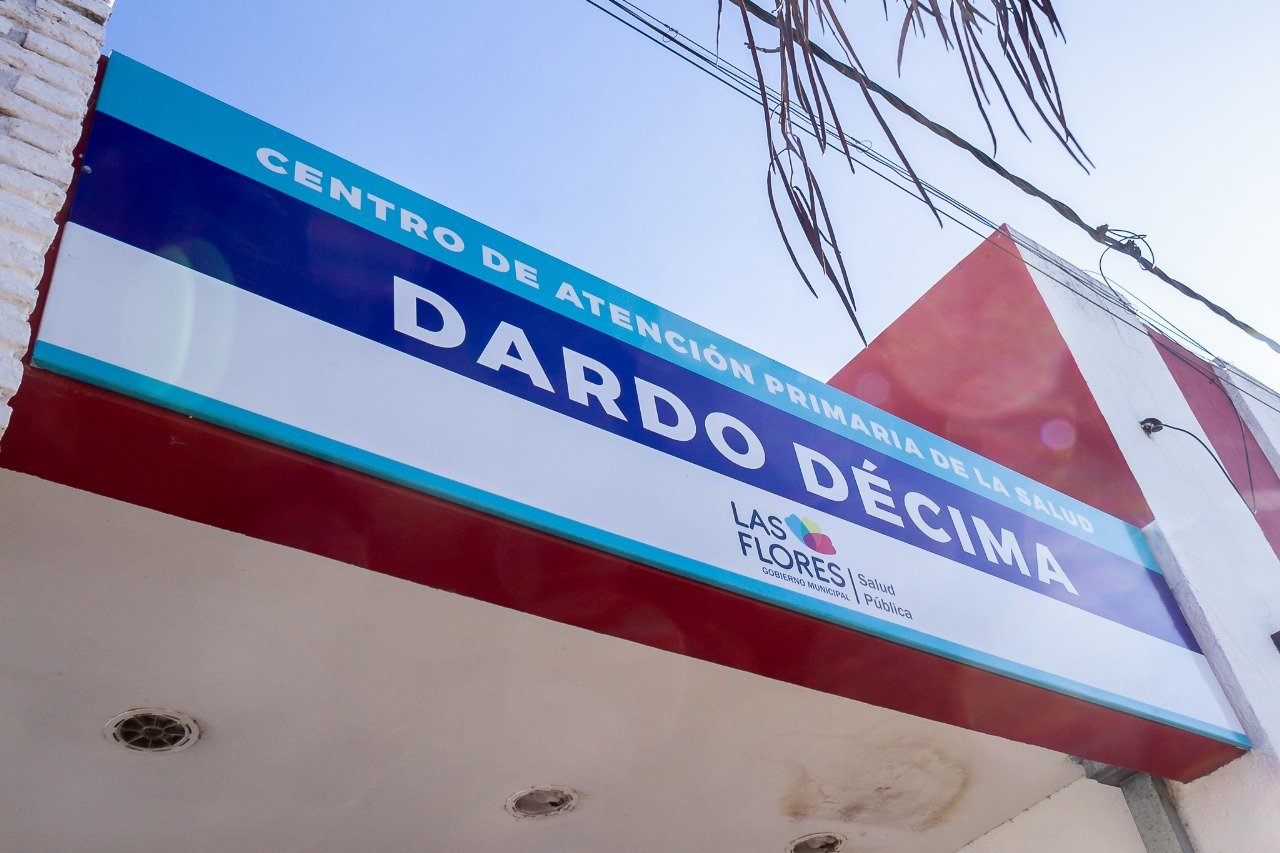 CENTRO DE ATENCIÓN PRIMARIA DE LA SALUD
DARDO DÉCIMA
LAS
FLORES
GOBIERNO MUNICIPAL
Salud
Pública